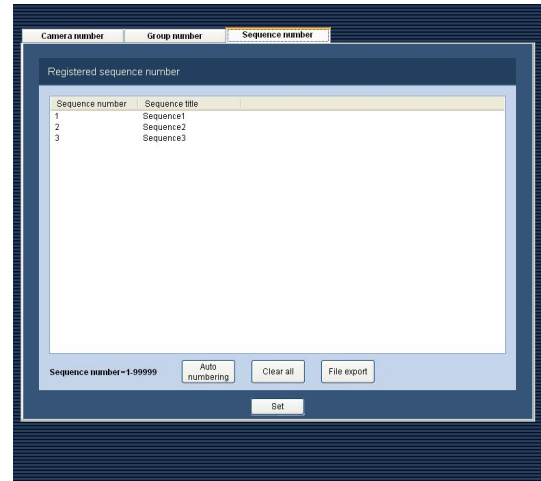 Camera number Group number Sequence number
Registered sequence number
Sequence number Sequence title
1 Sequence1
2 Sequence2
3 Sequence3
Sequence number=1-99999
Auto
numbering
Clear all
File export
Set